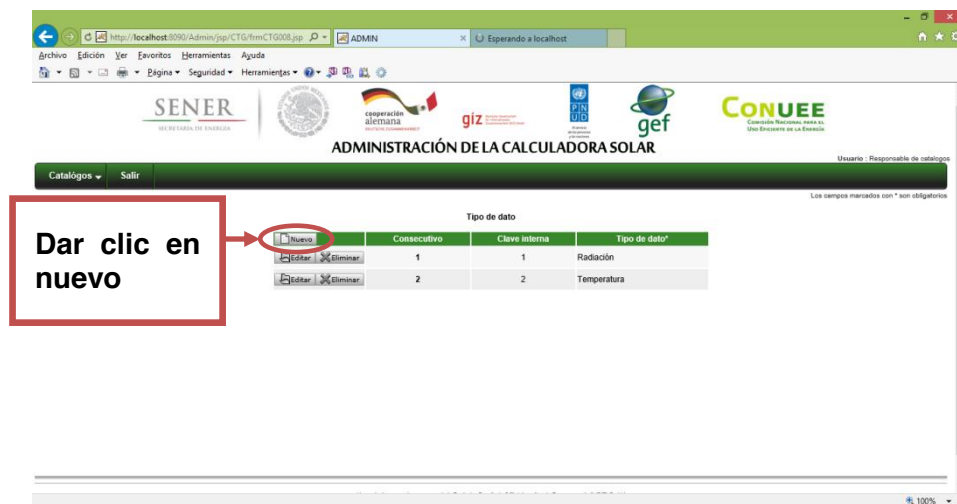 http://localhost:8090/Admin/jsp/CTG/frmCTG008.jsp
ADMIN
Esperando a localhost
Archivo Edición Ver Favoritos Herramientas Ayuda
Página Seguridad Herramientas
SENER
SECRETARÍA DE ENERGÍA
cooperación
alemana
DEUTSCHE ZUSAMMENARBEIT
giz
PNUD
gef
CONUEE
COMISIÓN NACIONAL PARA EL
USO EFICIENTE DE LA ENERGÍA
ADMINISTRACIÓN DE LA CALCULADORA SOLAR
Usuario : Responsable de catalogos
Catalógos Salir
Los campos marcados con * son obligatorios
Tipo de dato
Dar clic en
nuevo
Nuevo Consecutivo Clave interna Tipo de dato*
Editar Eliminar 1 1 Radiación
Editar Eliminar 2 2 Temperatura
100%